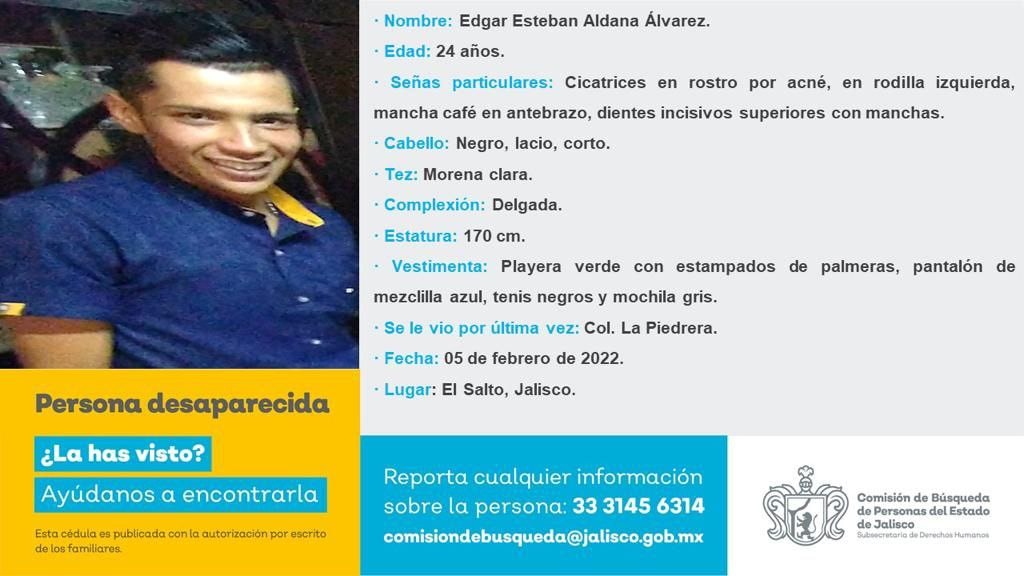 · Nombre: Edgar Esteban Aldana Álvarez.
· Edad: 24 años.
· Señas particulares: Cicatrices en rostro por acné, en rodilla izquierda,
mancha café en antebrazo, dientes incisivos superiores con manchas.
· Cabello: Negro, lacio, corto.
· Tez: Morena clara.
· Complexión: Delgada.
· Estatura: 170 cm.
· Vestimenta: Playera verde con estampados de palmeras, pantalón de
mezclilla azul, tenis negros y mochila gris.
· Se le vio por última vez: Col. La Piedrera.
· Fecha: 05 de febrero de 2022.
· Lugar: El Salto, Jalisco.
Persona desaparecida
¿La has visto?
Ayúdanos a encontrarla
Esta cédula es publicada con la autorización por escrito
de los familiares.
Reporta cualquier información
sobre la persona: 33 3145 6314
comisiondebusqueda@jalisco.gob.mx
Comisión de Búsqueda
de Personas del Estado
de Jalisco
Subsecretaría de Derechos Humanos